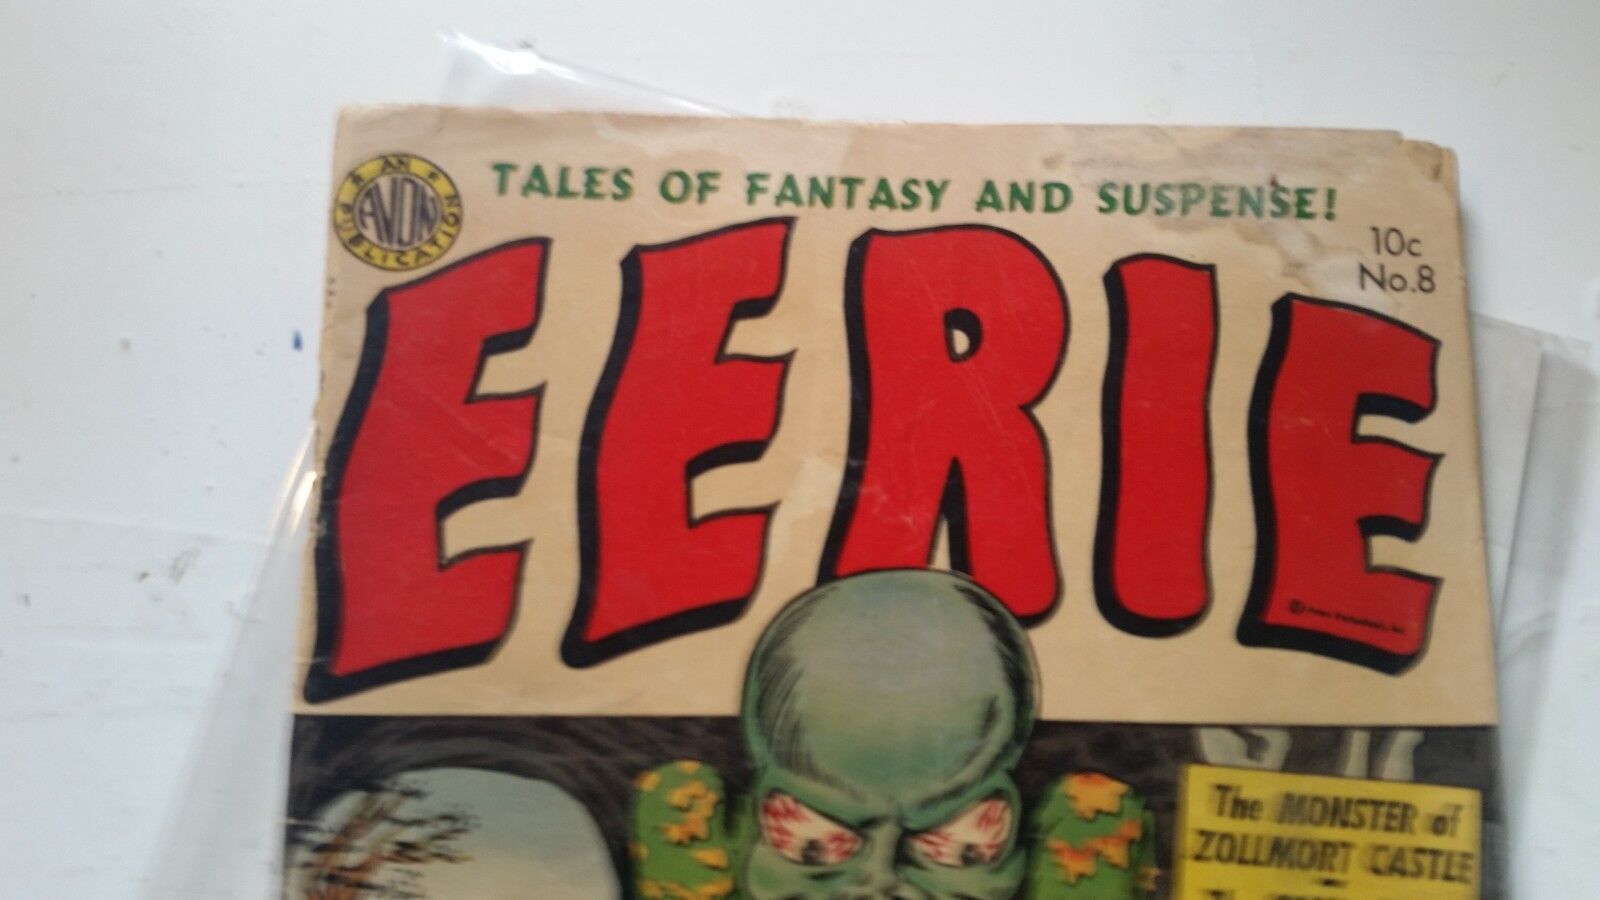 AN AVON PUBLICATION
TALES OF FANTASY AND SUSPENSE!
10c
No.8
EERIE
The MONSTER of
ZOLLMORT CASTLE